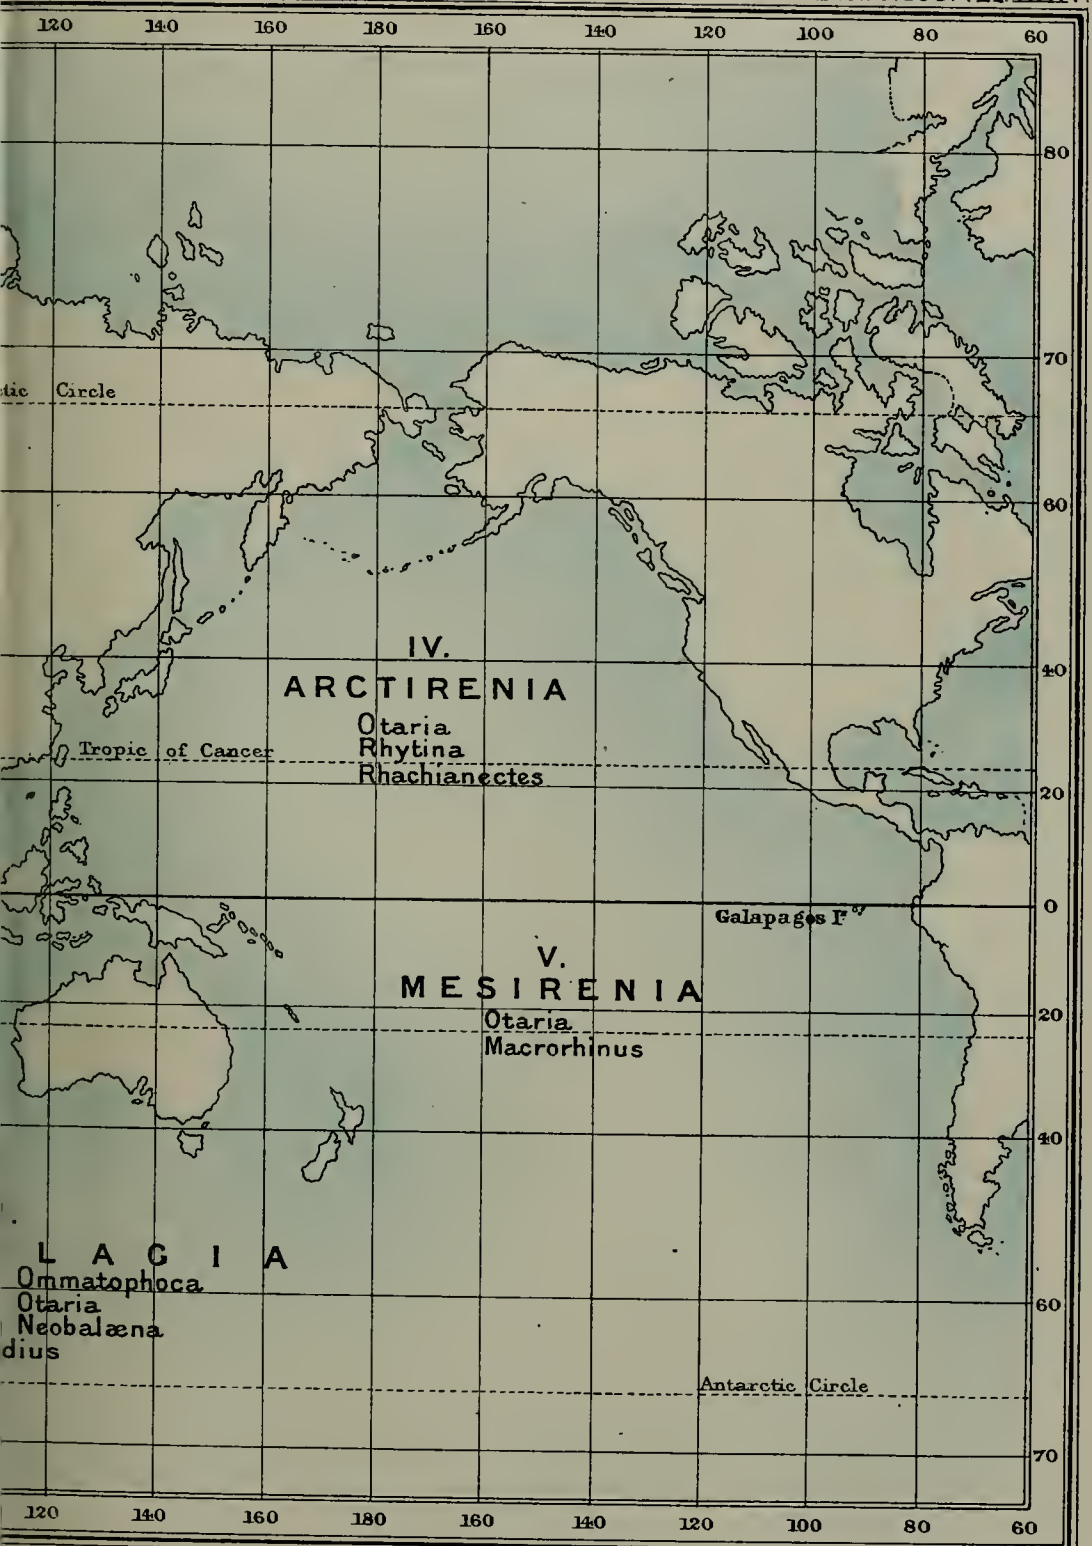 120 140 160 180 160 140 120 100 80 60
80
70
tic Circle
60
IV.
40
ARCTIRENIA
Otaria
Rhytina
Tropic of Cancer
Rhachianectes
20
0
Galapagos Iˢ
V.
MESIRENIA
20
Otaria
Macrorhinus
40
LAGIA
Ommatophoca
Otaria
60
Neobalæna
dius
Antarctic Circle
70
120 140 160 180 160 140 120 100 80 60